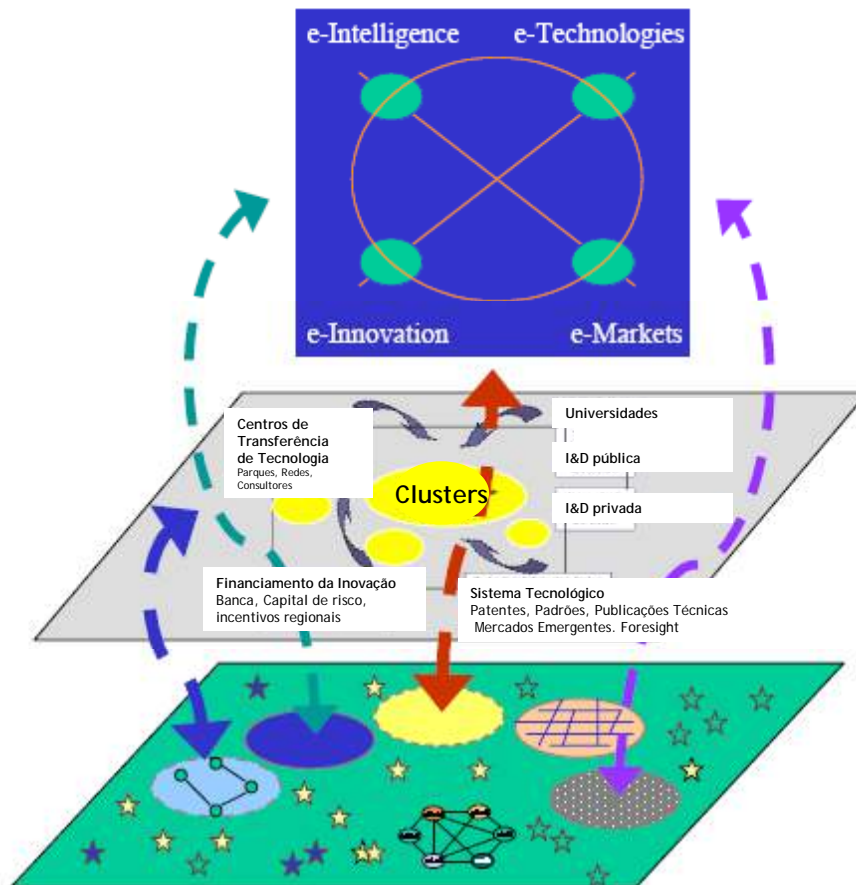 e-Intelligence
e-Technologies
e-Innovation
e-Markets
Centros de
Transferência
de Tecnologia
Parques, Redes,
Consultores
Universidades
I&D pública
I&D privada
Clusters
Financiamento da Inovação
Banca, Capital de risco,
incentivos regionais
Sistema Tecnológico
Patentes, Padrões, Publicações Técnicas
Mercados Emergentes. Foresight